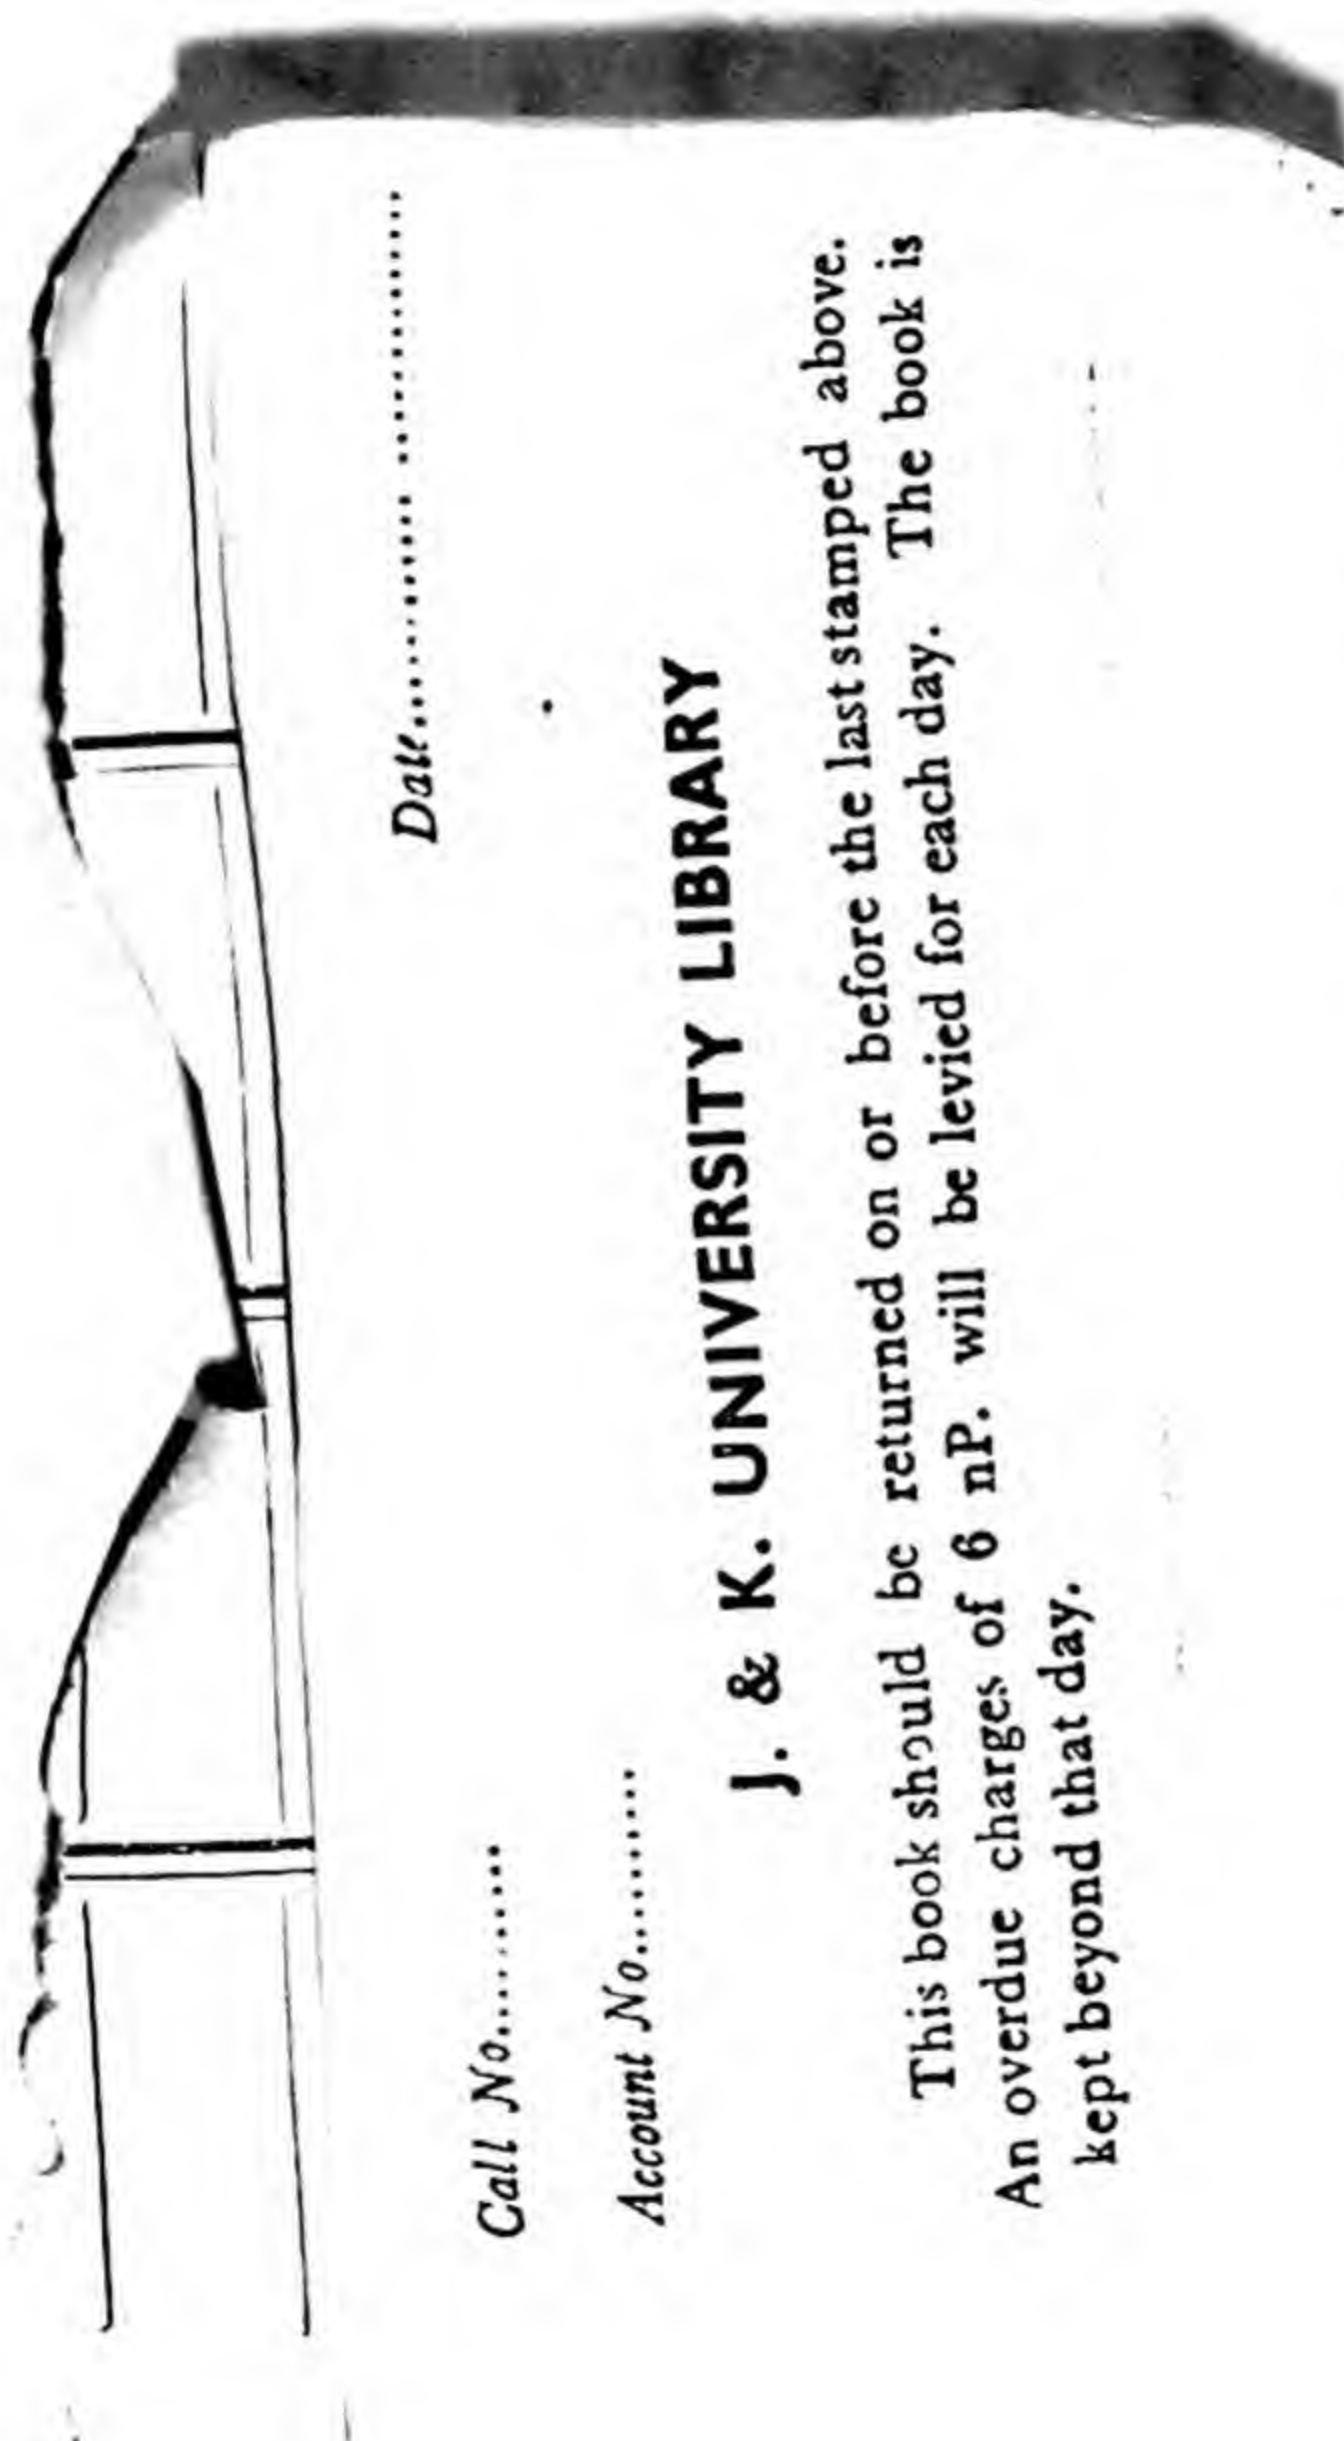 Date..................................
Call No............
Account No............
J. & K. UNIVERSITY LIBRARY
This book should be returned on or before the last stamped above.
An overdue charges of 6 nP. will be levied for each day. The book is
kept beyond that day.